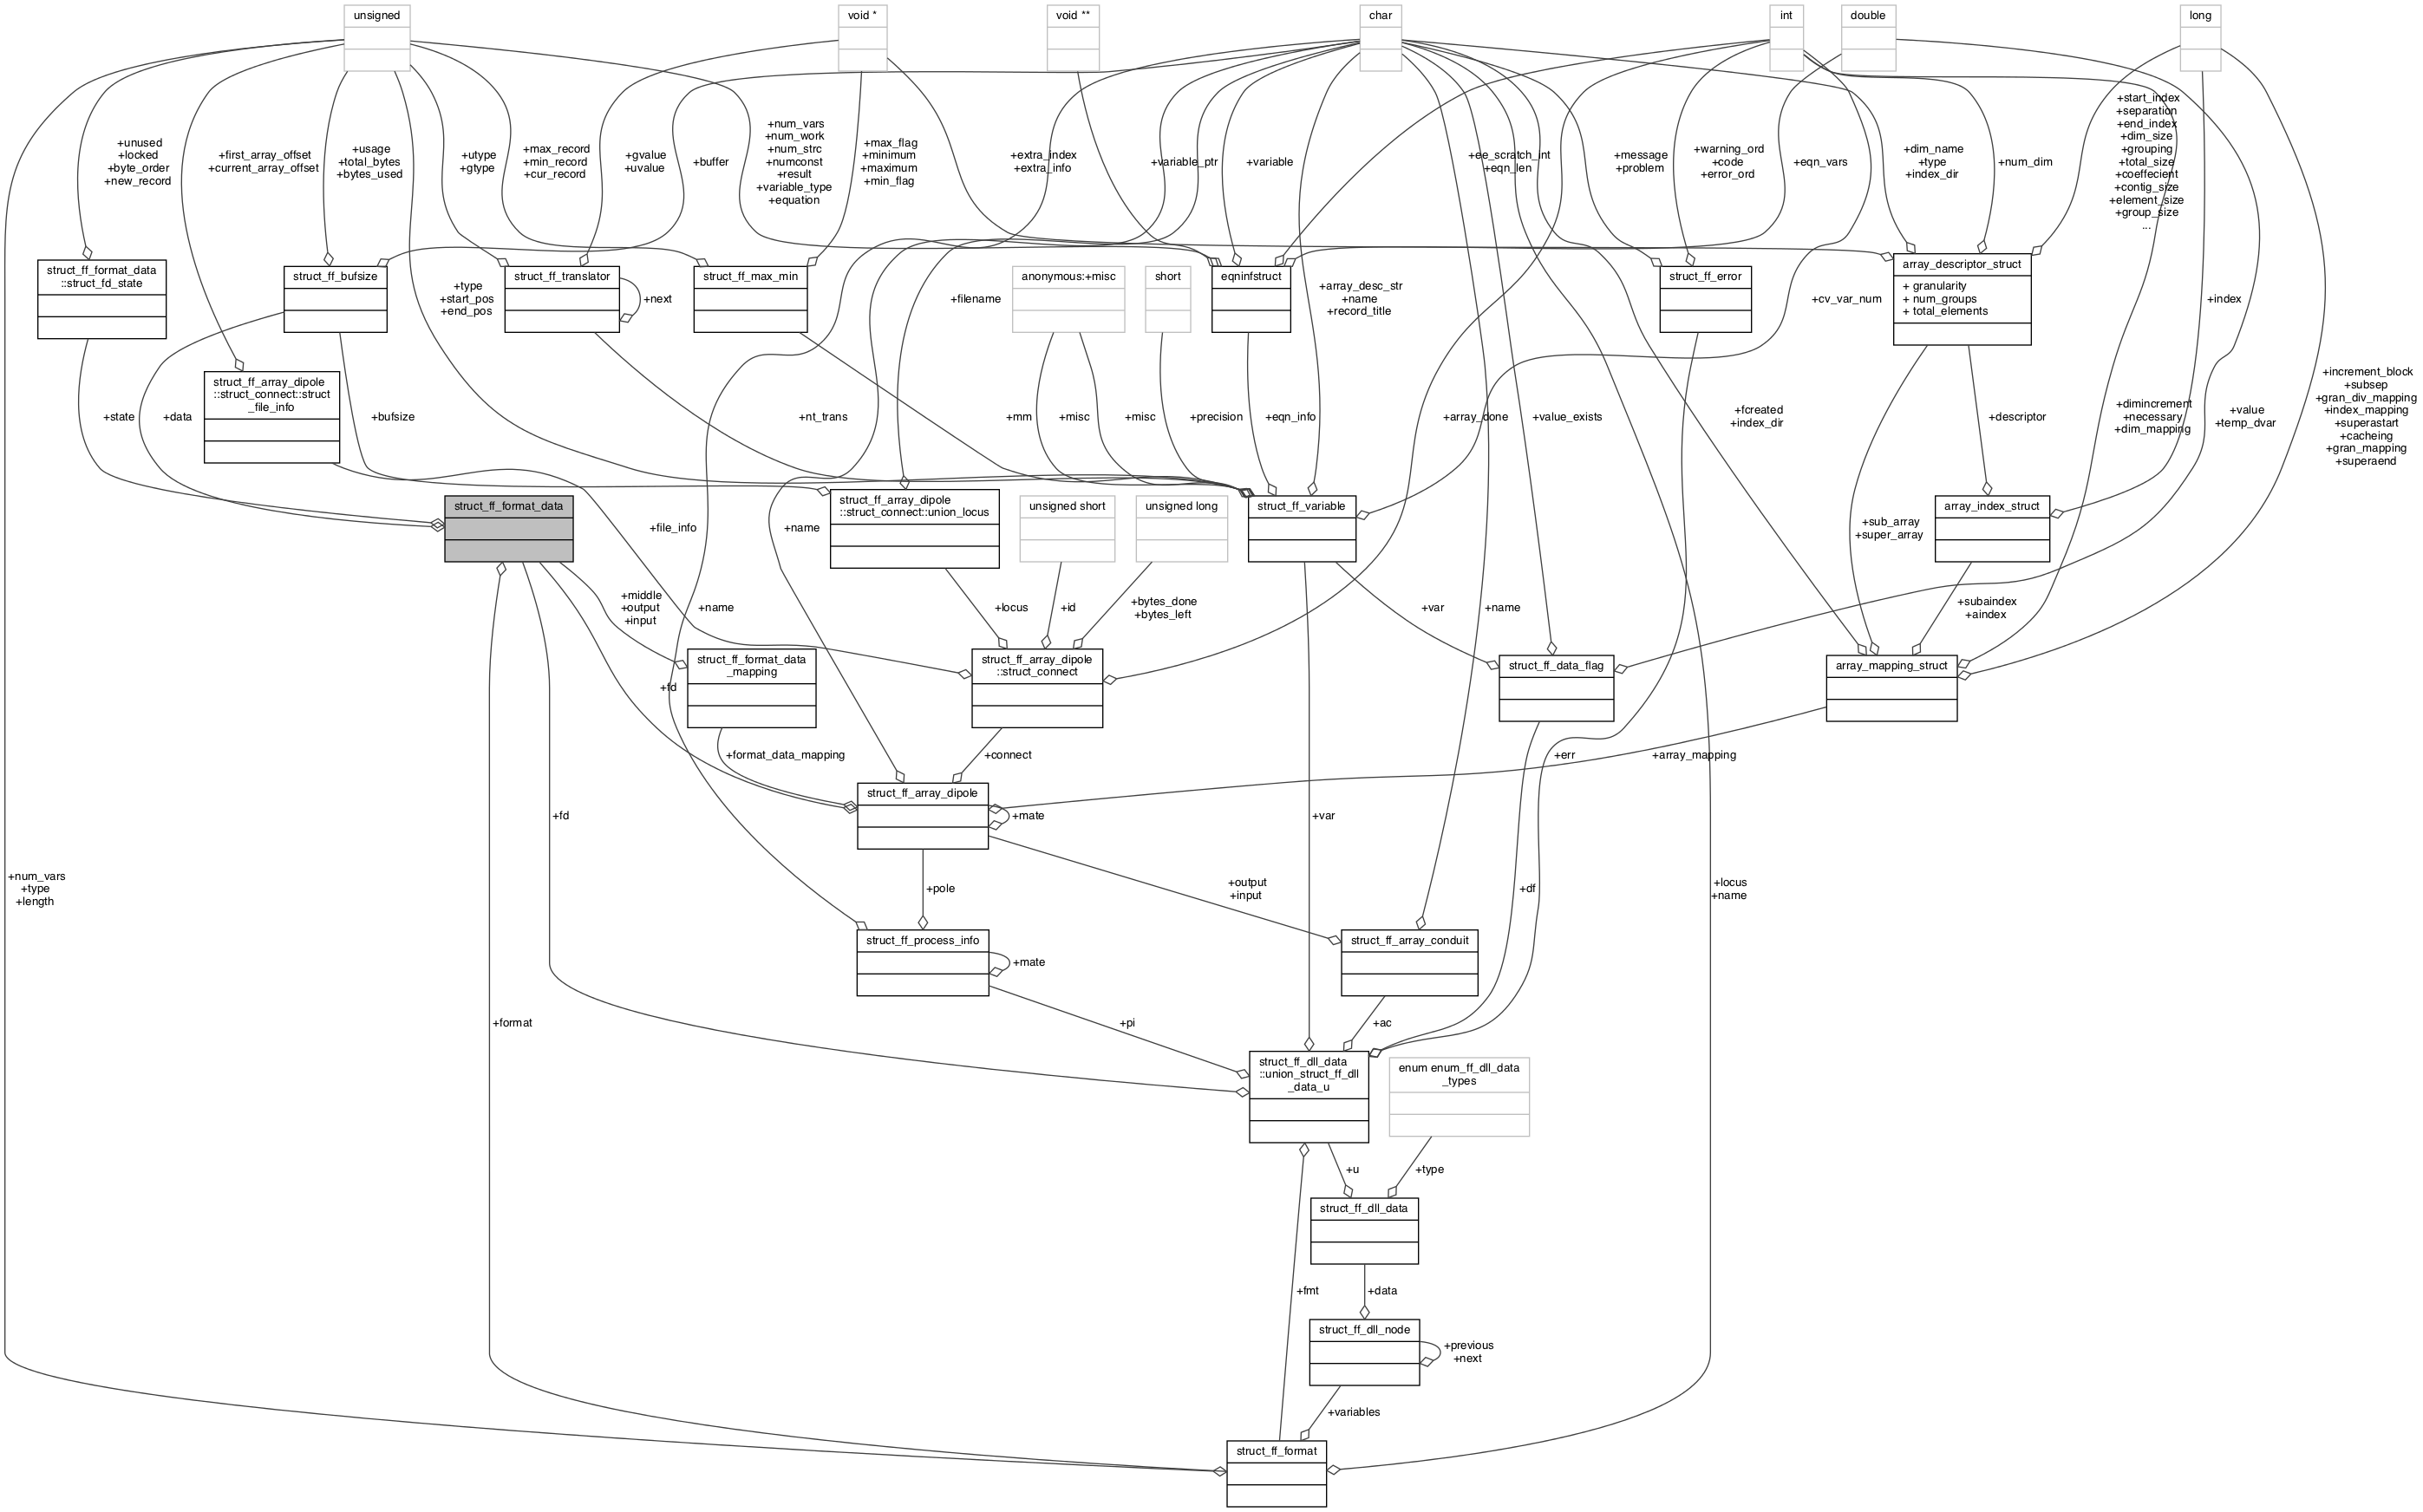 unsigned
void *
void **
char
int
double
long
+unused
+locked
+byte_order
+new_record
+first_array_offset
+current_array_offset
+usage
+total_bytes
+bytes_used
+utype
+gtype
+max_record
+min_record
+cur_record
+gvalue
+uvalue
+buffer
+num_vars
+num_work
+num_strc
+numconst
+result
+variable_type
+equation
+max_flag
+minimum
+maximum
+min_flag
+extra_index
+extra_info
+variable_ptr
+variable
+ee_scratch_int
+eqn_len
+message
+problem
+warning_ord
+code
+error_ord
+eqn_vars
+dim_name
+type
+index_dir
+num_dim
+start_index
+separation
+end_index
+dim_size
+grouping
+total_size
+coeffecient
+contig_size
+element_size
+group_size
...
struct_ff_format_data
::struct_fd_state
struct_ff_bufsize
+type
+start_pos
+end_pos
struct_ff_translator
+next
struct_ff_max_min
+filename
anonymous:+misc
short
eqninfstruct
+array_desc_str
+name
+record_title
struct_ff_error
+cv_var_num
array_descriptor_struct
+ granularity
+ num_groups
+ total_elements
+index
struct_ff_array_dipole
::struct_connect::struct
_file_info
+state
+data
+bufsize
+nt_trans
+mm
+misc
+misc
+precision
+eqn_info
+array_done
+value_exists
+fcreated
+index_dir
+dimincrement
+necessary
+dim_mapping
+descriptor
+value
+temp_dvar
+increment_block
+subsep
+gran_div_mapping
+index_mapping
+superastart
+cacheing
+gran_mapping
+superaend
struct_ff_format_data
+file_info
+name
struct_ff_array_dipole
::struct_connect::union_locus
unsigned short
unsigned long
struct_ff_variable
+sub_array
+super_array
array_index_struct
+middle
+output
+input
+name
+locus
+id
+bytes_done
+bytes_left
+var
+name
+subaindex
+aindex
+fd
struct_ff_format_data
_mapping
struct_ff_array_dipole
::struct_connect
struct_ff_data_flag
array_mapping_struct
+format_data_mapping
+connect
+err
+array_mapping
+fd
struct_ff_array_dipole
+mate
+var
+num_vars
+type
+length
+pole
+output
+input
+df
+locus
+name
struct_ff_process_info
+mate
struct_ff_array_conduit
+format
+pi
+ac
struct_ff_dll_data
::union_struct_ff_dll
_data_u
enum enum_ff_dll_data
_types
+u
+type
struct_ff_dll_data
+fmt
+data
struct_ff_dll_node
+previous
+next
+variables
struct_ff_format